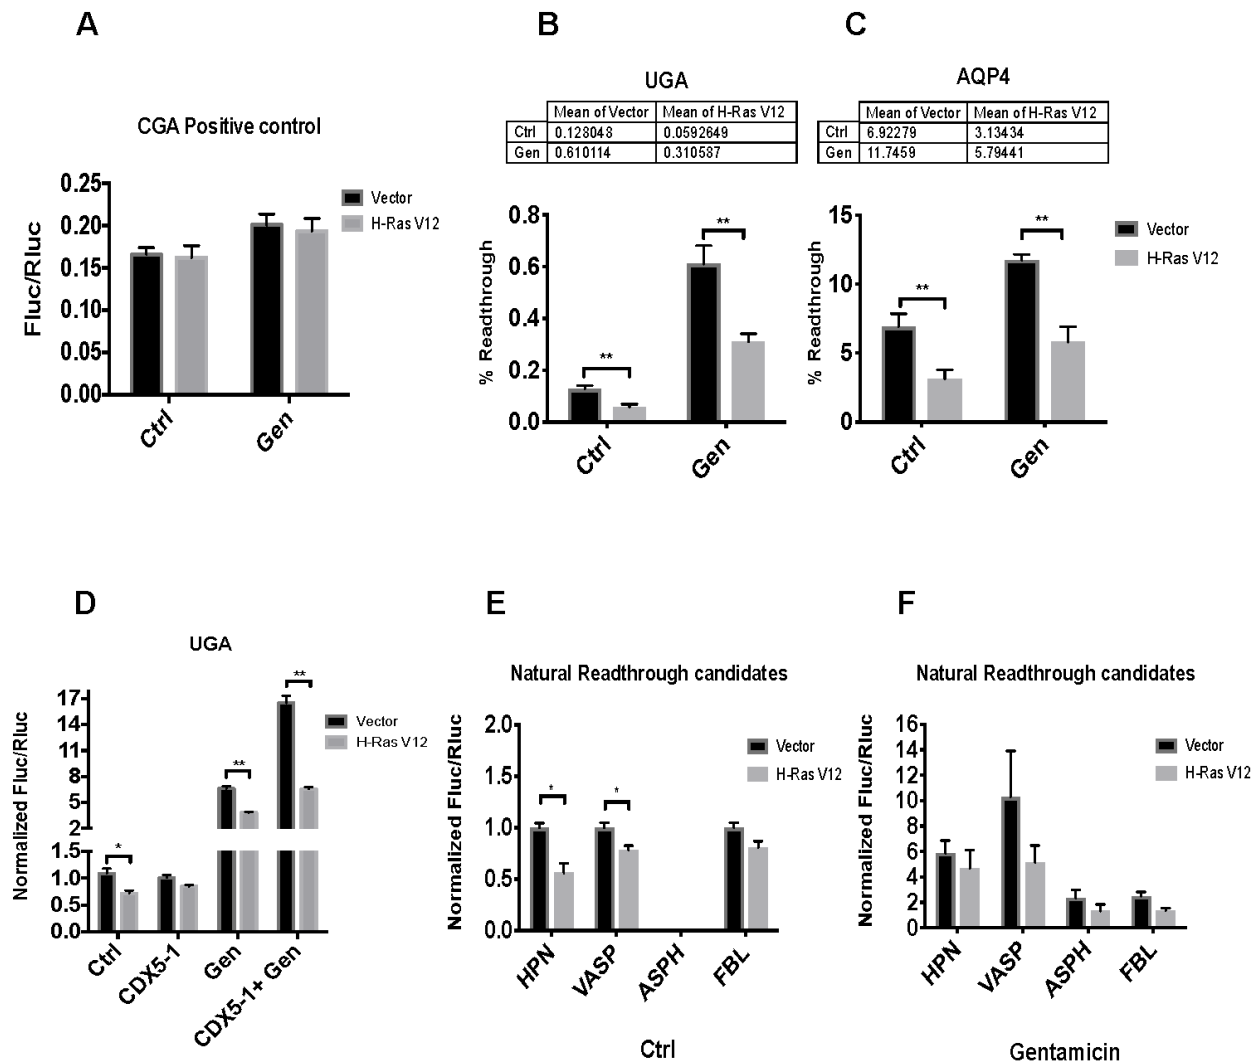 A
B
C
CGA Positive control
UGA
AQP4
Mean of Vector Mean of H-Ras V12
Ctrl 0.128048 0.0592649
Gen 0.610114 0.310587
Mean of Vector Mean of H-Ras V12
Ctrl 6.92279 3.13434
Gen 11.7459 5.79441
Fluc/Rluc
0.25
0.20
0.15
0.10
0.05
0.00
Ctrl
Gen
Vector
H-Ras V12
% Readthrough
0.8
0.6
0.4
0.2
0.0
**
**
Ctrl
Gen
% Readthrough
15
10
5
0
**
**
Ctrl
Gen
Vector
H-Ras V12
D
E
F
UGA
Normalized Fluc/Rluc
17
14
11
8
5
2
1.5
1.0
0.5
0.0
*
**
**
Ctrl
CDX5-1
Gen
CDX5-1+ Gen
Vector
H-Ras V12
Natural Readthrough candidates
Normalized Fluc/Rluc
2.0
1.5
1.0
0.5
0.0
*
*
HPN
VASP
ASPH
FBL
Vector
H-Ras V12
Ctrl
Natural Readthrough candidates
Normalized Fluc/Rluc
16
14
12
10
8
6
4
2
0
HPN
VASP
ASPH
FBL
Vector
H-Ras V12
Gentamicin